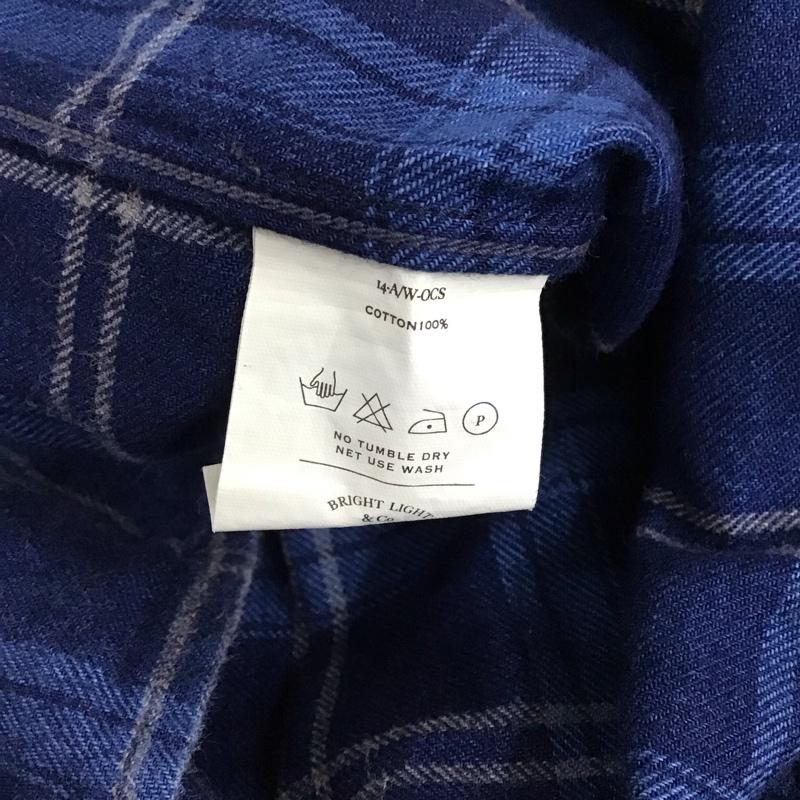 14-A/W-OCS
COTTON100%
P
NO TUMBLE DRY
NET USE WASH
BRIGHT LIGHT
& Co